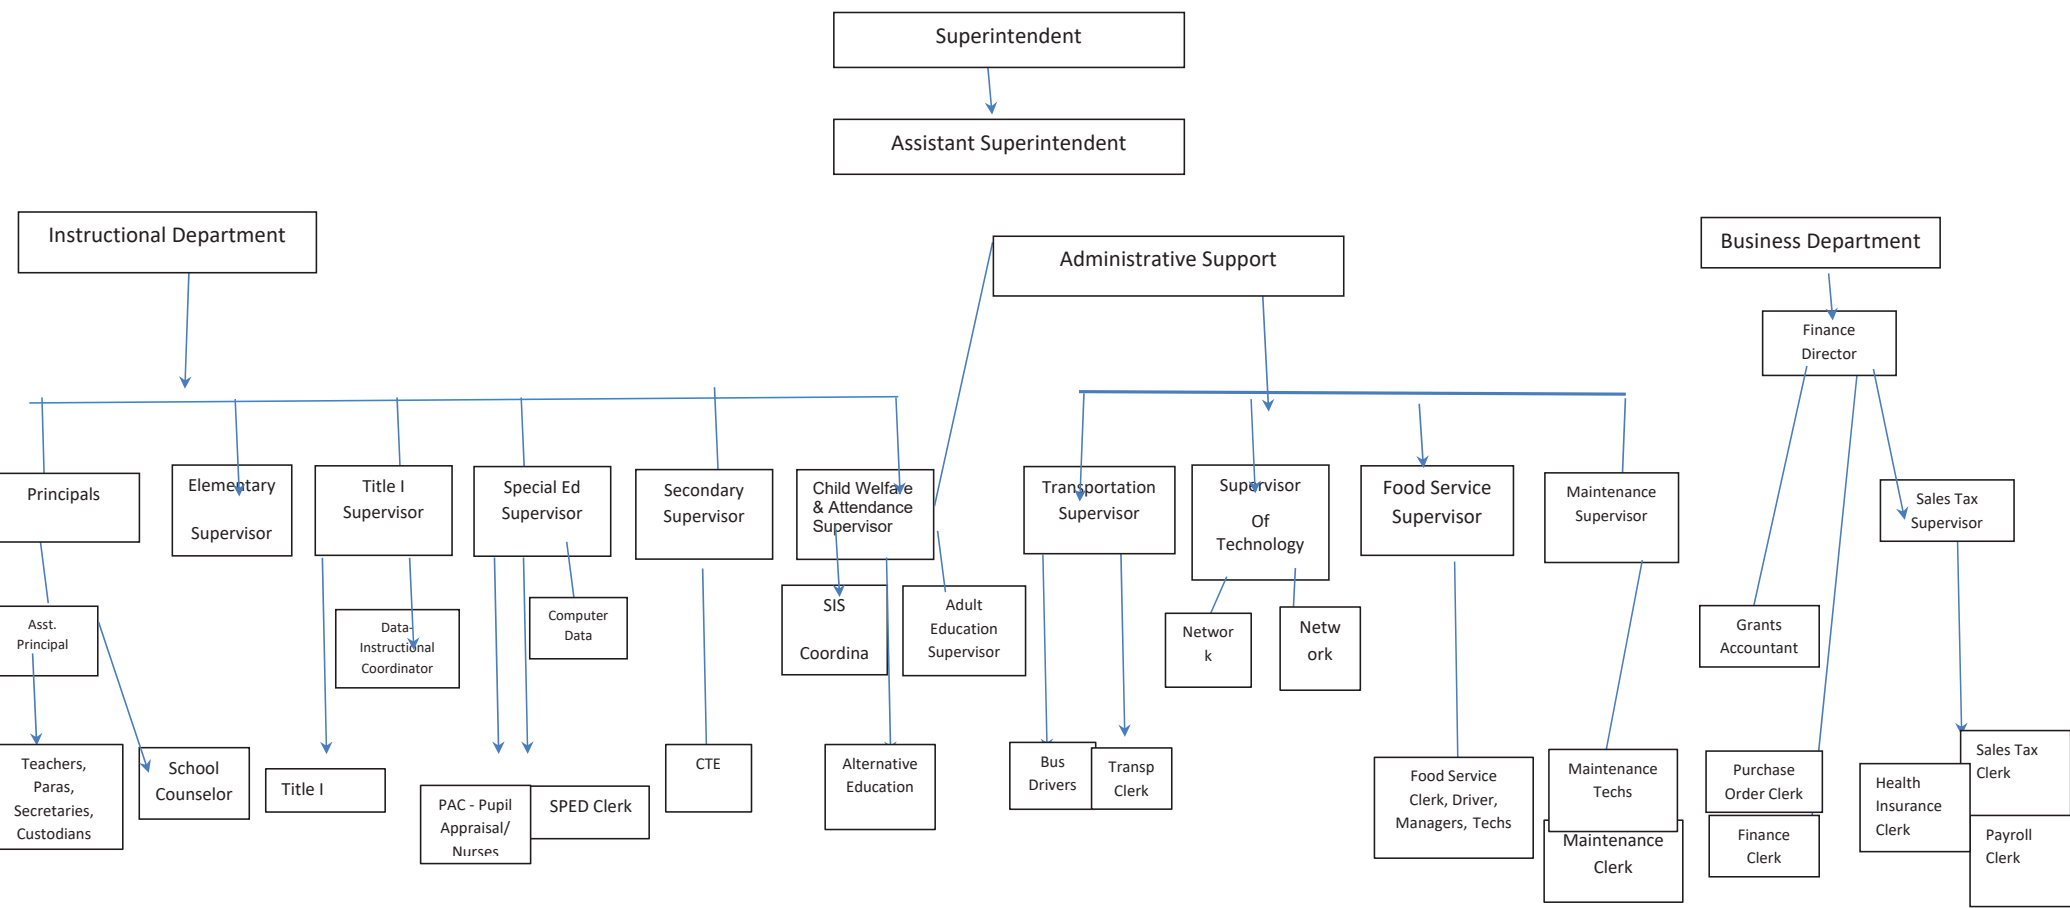 Superintendent
Assistant Superintendent
Instructional Department
Administrative Support
Business Department
Finance
Director
Principals
Elementary
Supervisor
Title I
Supervisor
Special Ed
Supervisor
Secondary
Supervisor
Child Welfare
& Attendance
Supervisor
Transportation
Supervisor
Supervisor
Of
Technology
Food Service
Supervisor
Maintenance
Supervisor
Sales Tax
Supervisor
Asst.
Principal
Data-
Instructional
Coordinator
Computer
Data
SIS
Coordina
Adult
Education
Supervisor
Networ
k
Netw
ork
Grants
Accountant
Teachers,
Paras,
Secretaries,
Custodians
School
Counselor
Title I
PAC - Pupil
Appraisal/
Nurses
SPED Clerk
CTE
Alternative
Education
Bus
Drivers
Transp
Clerk
Food Service
Clerk, Driver,
Managers, Techs
Maintenance
Techs
Maintenance
Clerk
Purchase
Order Clerk
Finance
Clerk
Health
Insurance
Clerk
Sales Tax
Clerk
Payroll
Clerk